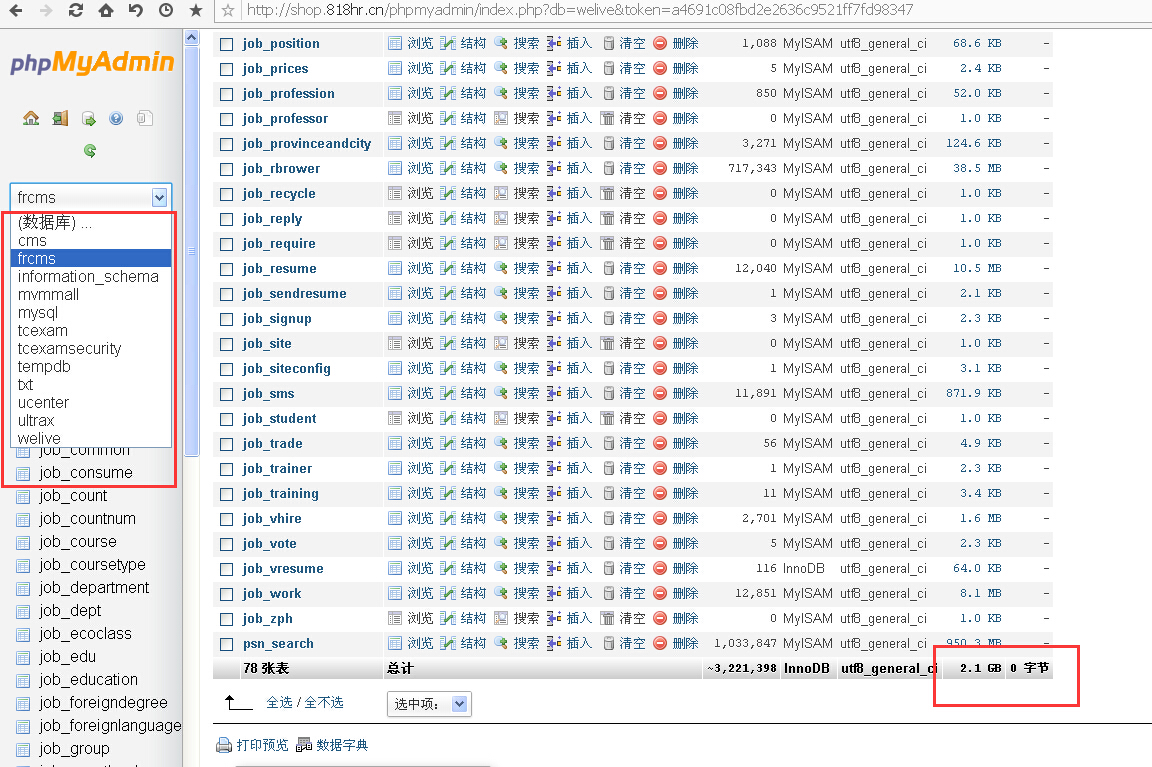 http://shop.818hr.cn/phpmyadmin/index.php?db=welive&token=a4691c08fbd2e2636c9521ff7fd98347
phpMyAdmin
frcms
(数据库) ...
cms
frcms
information_schema
mvmmall
mysql
tcexam
tcexamsecurity
tempdb
txt
ucenter
ultrax
welive
job_common
job_consume
job_count
job_countnum
job_course
job_coursetype
job_department
job_dept
job_ecoclass
job_edu
job_education
job_foreigndegree
job_foreignlanguage
job_group
job_position 浏览 结构 搜索 插入 清空 删除 1,088 MyISAM utf8_general_ci 68.6 KB -
job_prices 浏览 结构 搜索 插入 清空 删除 5 MyISAM utf8_general_ci 2.4 KB -
job_profession 浏览 结构 搜索 插入 清空 删除 850 MyISAM utf8_general_ci 52.0 KB -
job_professor 浏览 结构 搜索 插入 清空 删除 0 MyISAM utf8_general_ci 1.0 KB -
job_provinceandcity 浏览 结构 搜索 插入 清空 删除 3,271 MyISAM utf8_general_ci 124.6 KB -
job_rbrower 浏览 结构 搜索 插入 清空 删除 717,343 MyISAM utf8_general_ci 38.5 MB -
job_recycle 浏览 结构 搜索 插入 清空 删除 0 MyISAM utf8_general_ci 1.0 KB -
job_reply 浏览 结构 搜索 插入 清空 删除 0 MyISAM utf8_general_ci 1.0 KB -
job_require 浏览 结构 搜索 插入 清空 删除 0 MyISAM utf8_general_ci 1.0 KB -
job_resume 浏览 结构 搜索 插入 清空 删除 12,040 MyISAM utf8_general_ci 10.5 MB -
job_sendresume 浏览 结构 搜索 插入 清空 删除 1 MyISAM utf8_general_ci 2.1 KB -
job_signup 浏览 结构 搜索 插入 清空 删除 3 MyISAM utf8_general_ci 2.3 KB -
job_site 浏览 结构 搜索 插入 清空 删除 0 MyISAM utf8_general_ci 1.0 KB -
job_siteconfig 浏览 结构 搜索 插入 清空 删除 1 MyISAM utf8_general_ci 3.1 KB -
job_sms 浏览 结构 搜索 插入 清空 删除 11,891 MyISAM utf8_general_ci 871.9 KB -
job_student 浏览 结构 搜索 插入 清空 删除 0 MyISAM utf8_general_ci 1.0 KB -
job_trade 浏览 结构 搜索 插入 清空 删除 56 MyISAM utf8_general_ci 4.9 KB -
job_trainer 浏览 结构 搜索 插入 清空 删除 1 MyISAM utf8_general_ci 2.3 KB -
job_training 浏览 结构 搜索 插入 清空 删除 11 MyISAM utf8_general_ci 3.4 KB -
job_vhire 浏览 结构 搜索 插入 清空 删除 2,701 MyISAM utf8_general_ci 1.6 MB -
job_vote 浏览 结构 搜索 插入 清空 删除 5 MyISAM utf8_general_ci 2.3 KB -
job_vresume 浏览 结构 搜索 插入 清空 删除 116 InnoDB utf8_general_ci 64.0 KB -
job_work 浏览 结构 搜索 插入 清空 删除 12,851 MyISAM utf8_general_ci 8.1 MB -
job_zph 浏览 结构 搜索 插入 清空 删除 0 MyISAM utf8_general_ci 1.0 KB -
psn_search 浏览 结构 搜索 插入 清空 删除 1,033,847 MyISAM utf8_general_ci 950.3 MB -
78 张表 总计 ~3,221,398 InnoDB utf8_general_ci 2.1 GB 0 字节
全选 / 全不选 选中项:
打印预览 数据字典